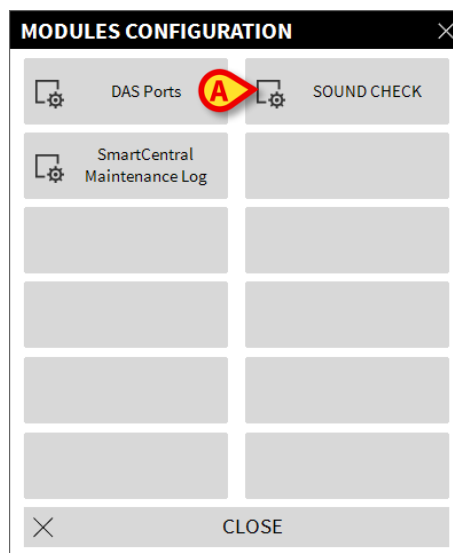 MODULES CONFIGURATION
DAS Ports
A
SOUND CHECK
SmartCentral
Maintenance Log
CLOSE